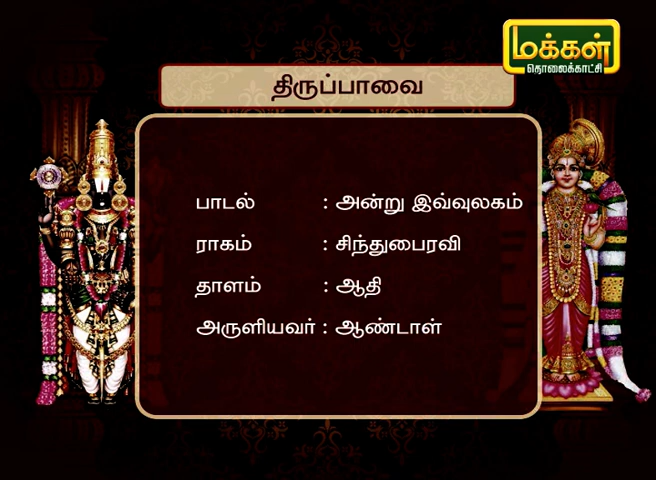 மக்கள்
தொலைக்காட்சி
திருப்பாவை
பாடல் : அன்று இவ்வுலகம்
ராகம் : சிந்துபைரவி
தாளம் : ஆதி
அருளியவர் : ஆண்டாள்